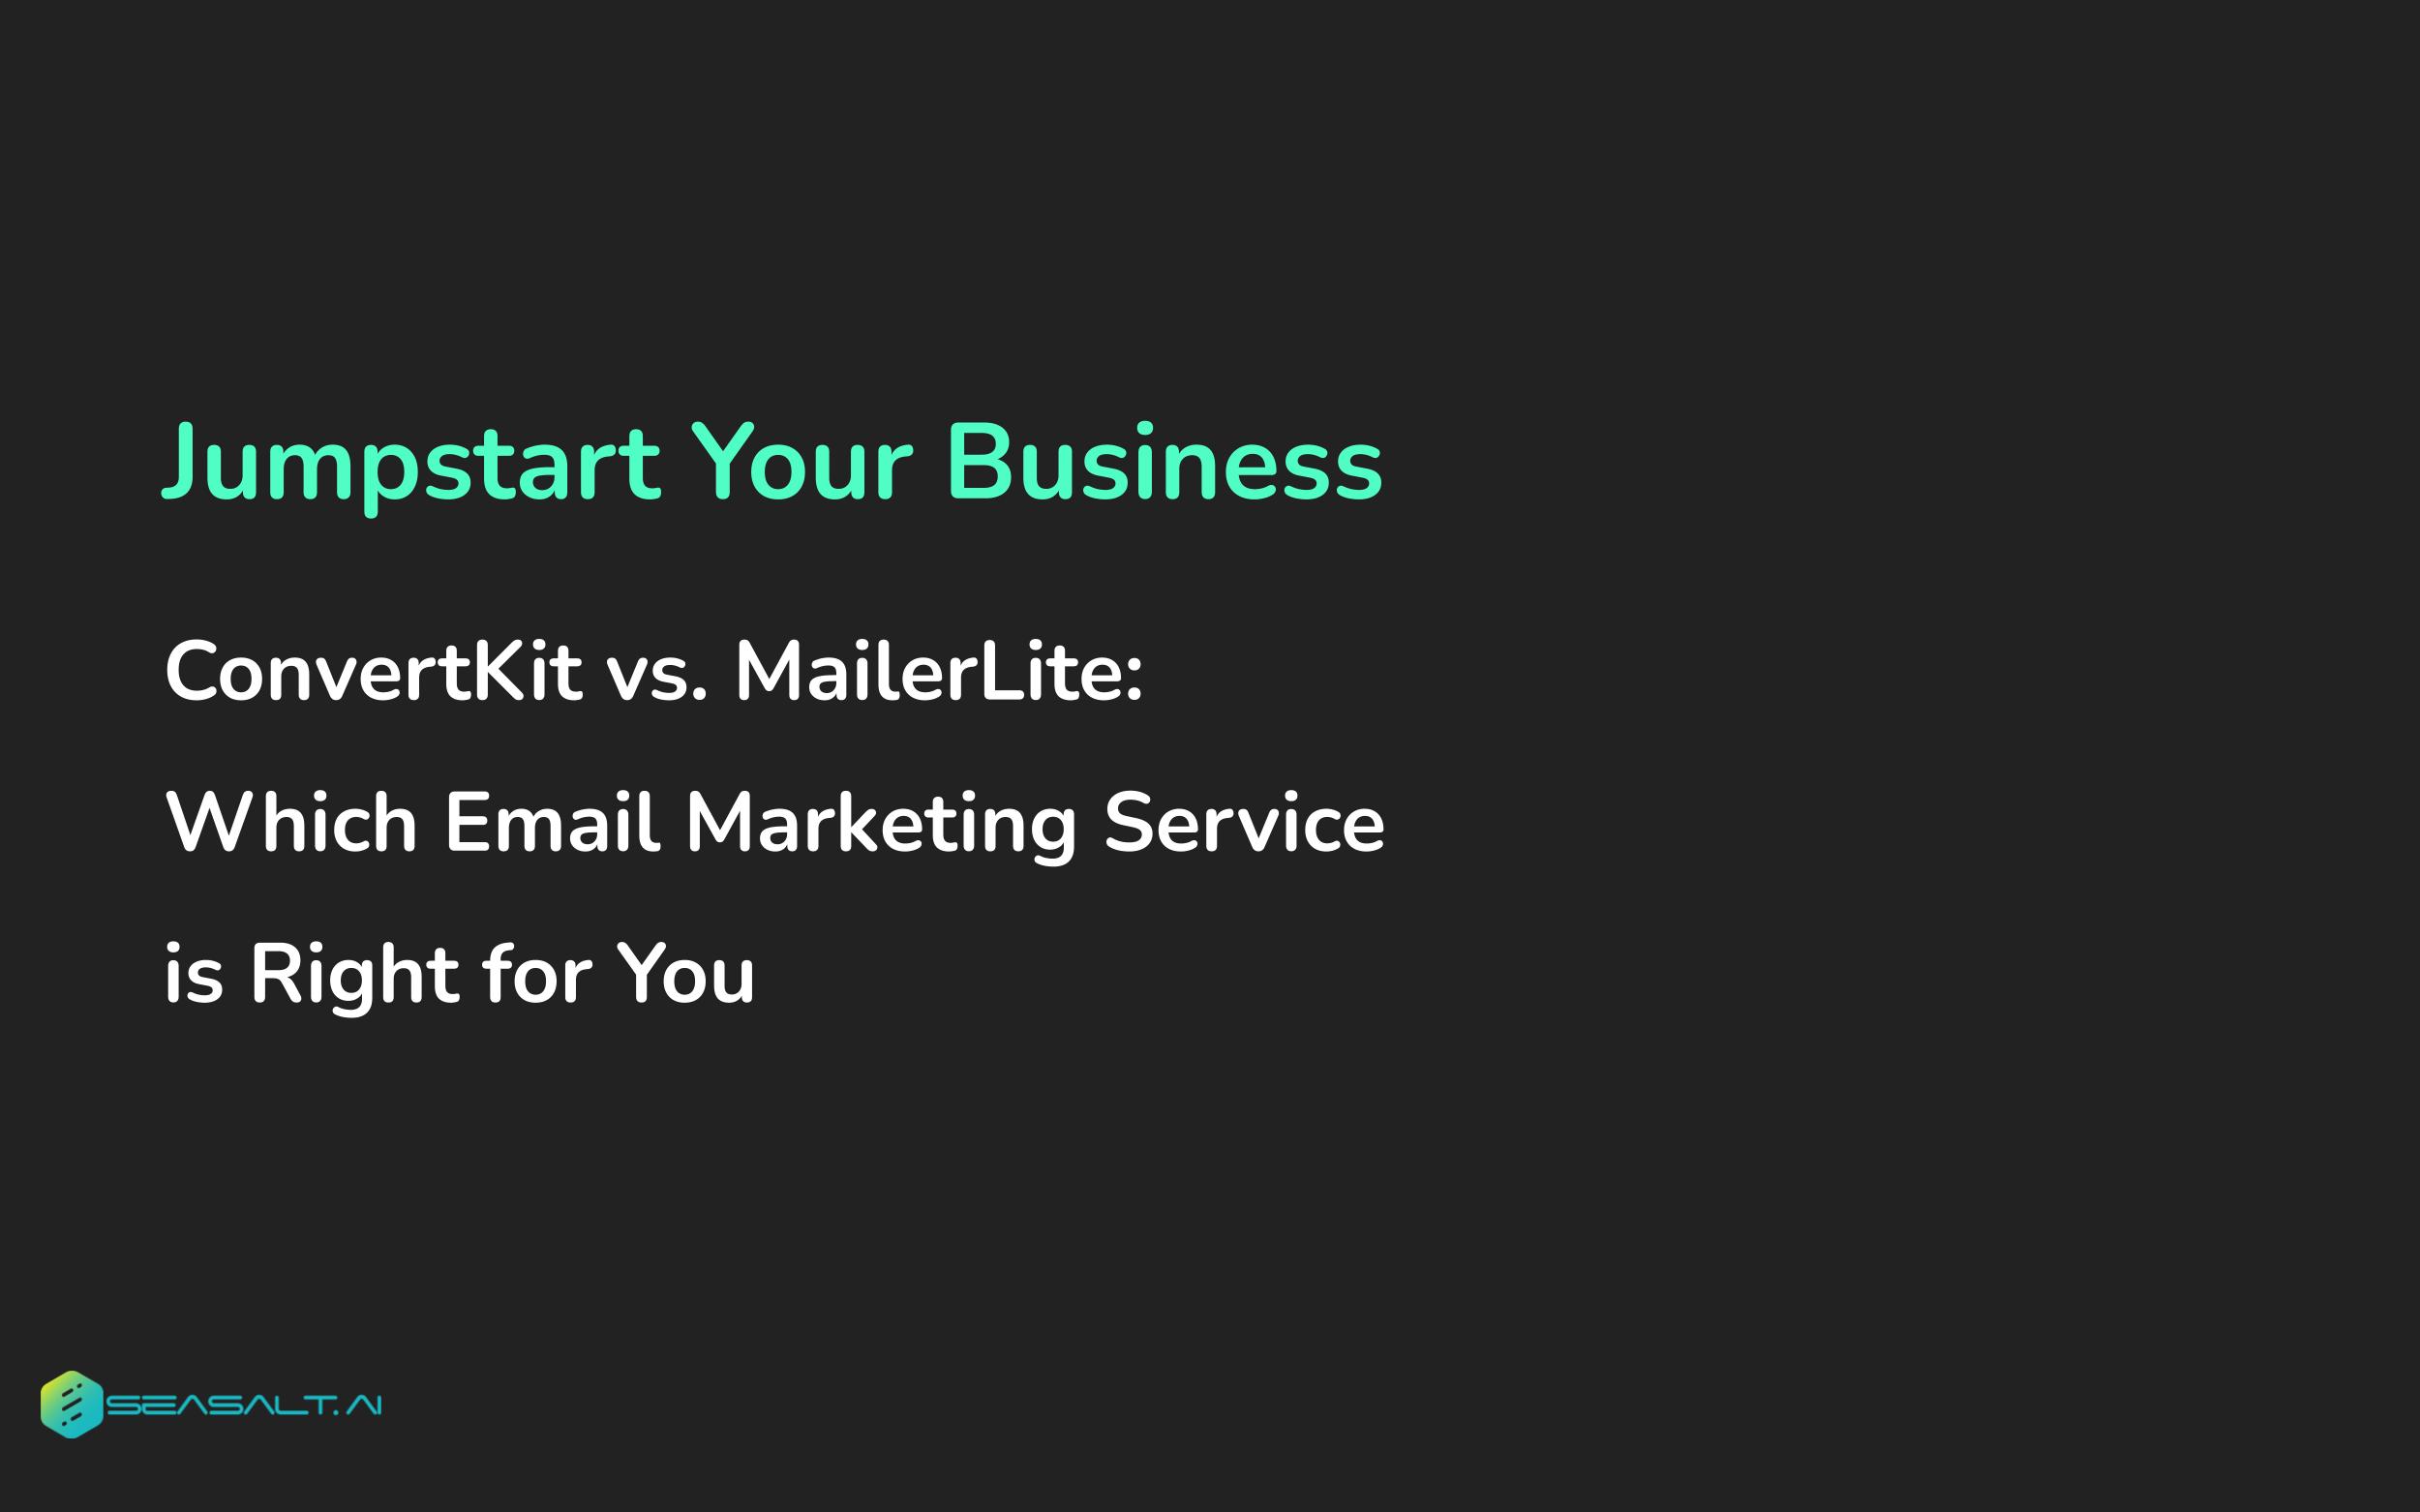 Jumpstart Your Business
ConvertKit vs. MailerLite:
Which Email Marketing Service
is Right for You
SEASALT.AI